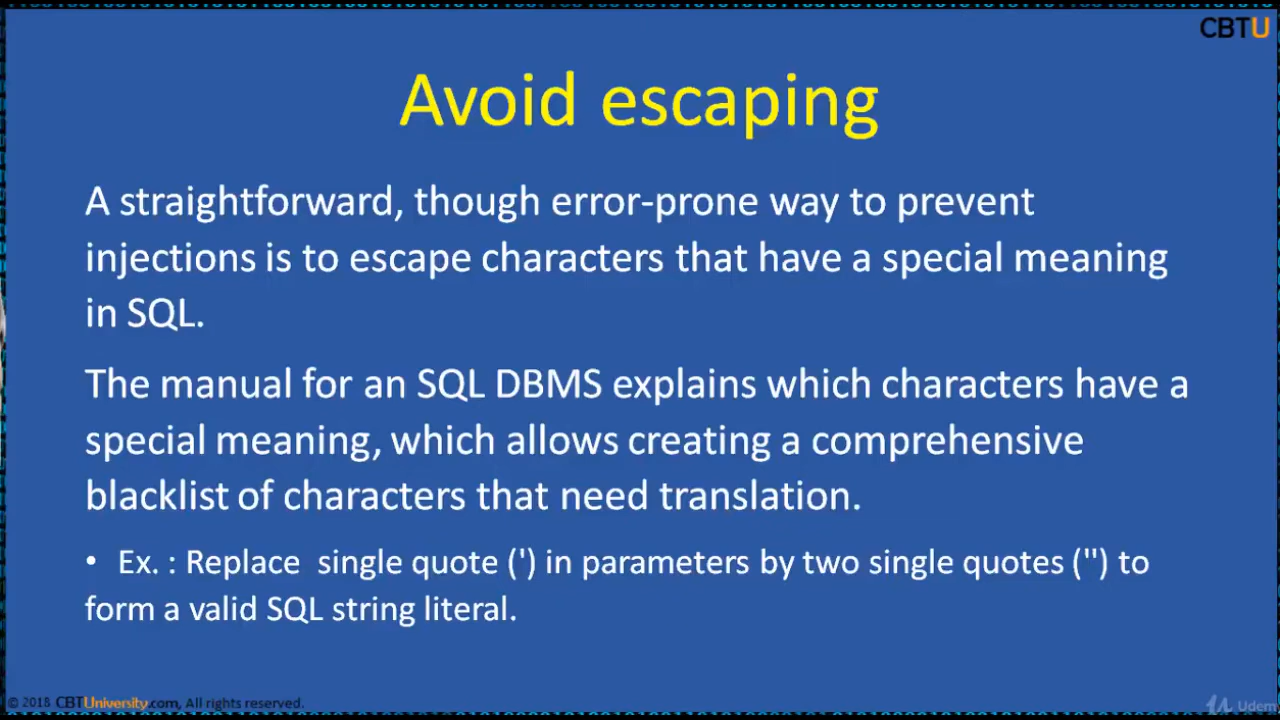 CBTU
Avoid escaping
A straightforward, though error-prone way to prevent
injections is to escape characters that have a special meaning
in SQL.
The manual for an SQL DBMS explains which characters have a
special meaning, which allows creating a comprehensive
blacklist of characters that need translation.
• Ex. : Replace  single quote (') in parameters by two single quotes ('') to
form a valid SQL string literal.
© 2018 CBTUniversity.com, All rights reserved.
Udem